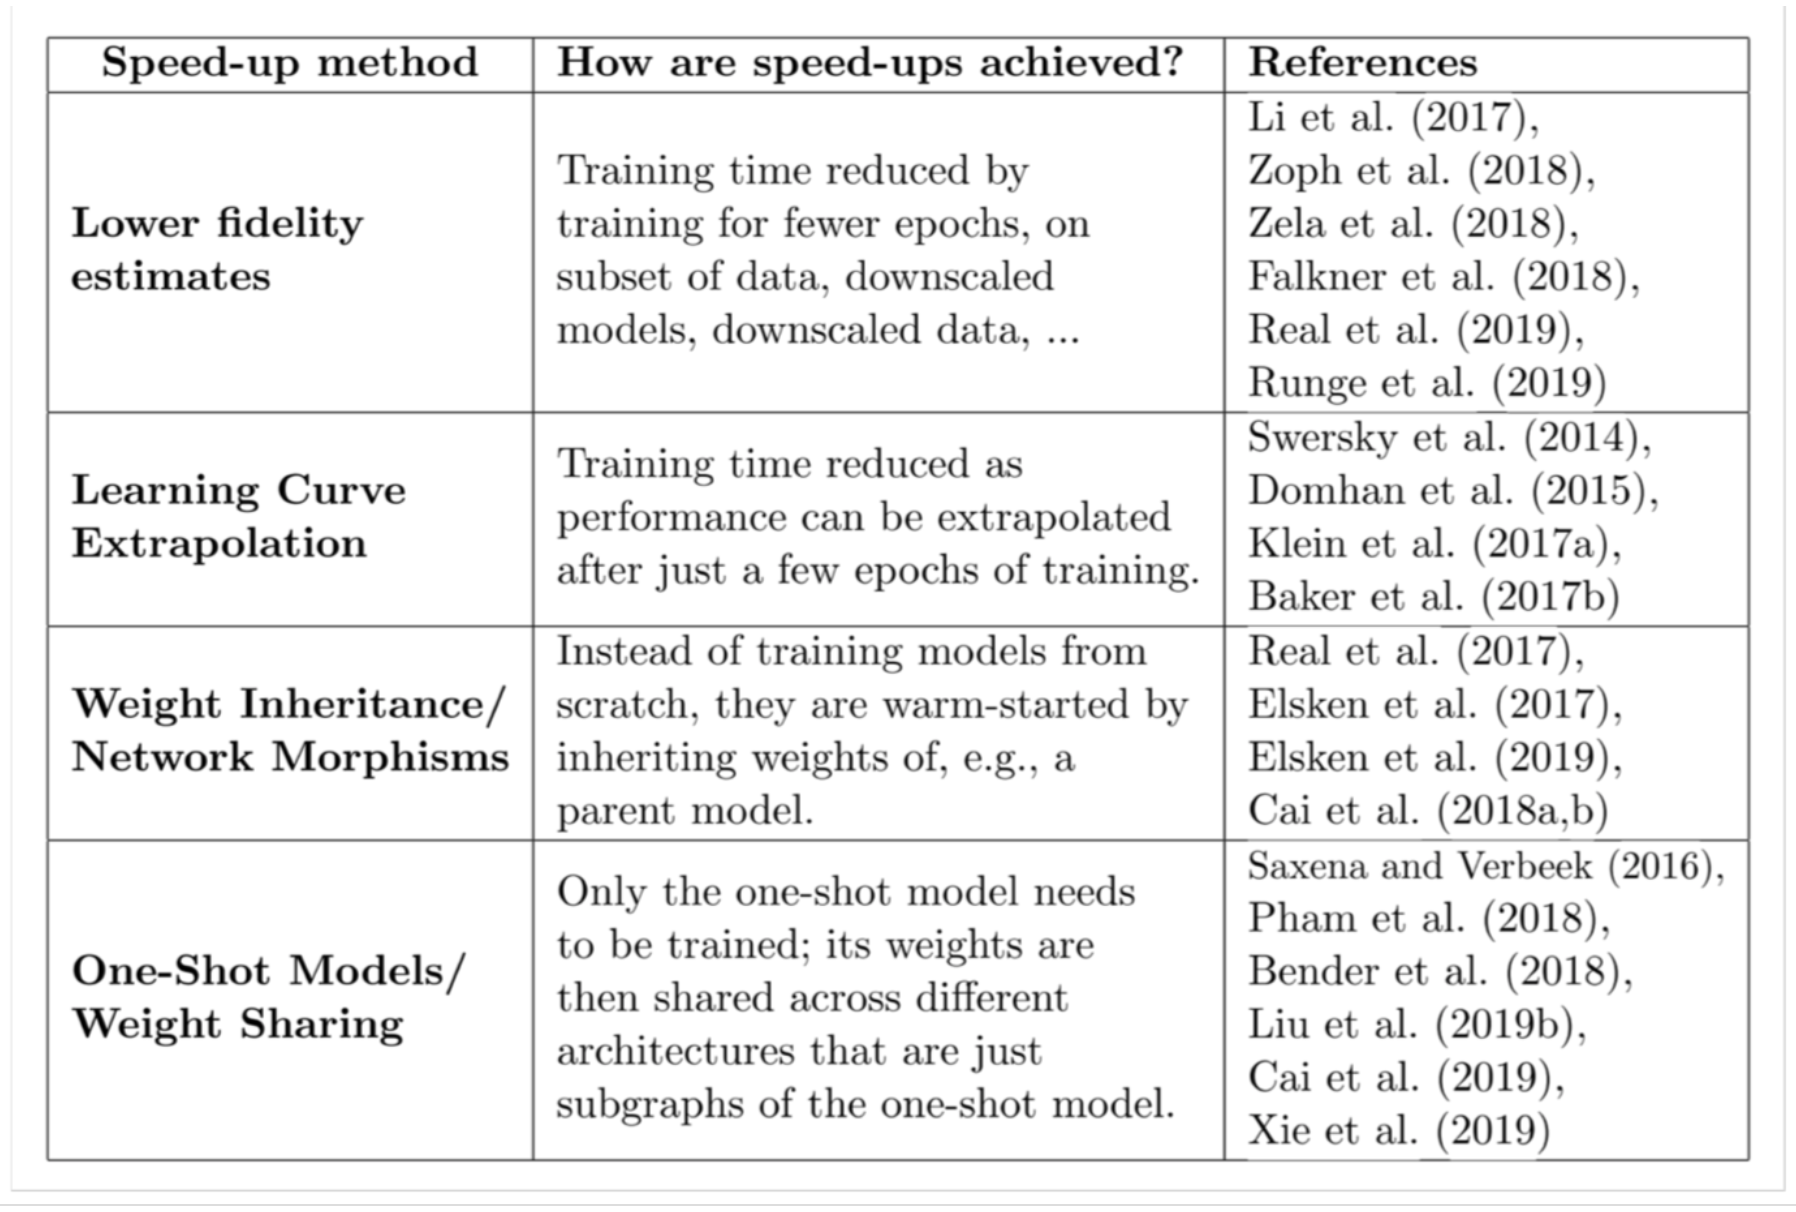 Speed-up method
How are speed-ups achieved?
References
Lower fidelity
estimates
Training time reduced by
training for fewer epochs, on
subset of data, downscaled
models, downscaled data, ...
Li et al. (2017),
Zoph et al. (2018),
Zela et al. (2018),
Falkner et al. (2018),
Real et al. (2019),
Runge et al. (2019)
Learning Curve
Extrapolation
Training time reduced as
performance can be extrapolated
after just a few epochs of training.
Swersky et al. (2014),
Domhan et al. (2015),
Klein et al. (2017a),
Baker et al. (2017b)
Weight Inheritance/
Network Morphisms
Instead of training models from
scratch, they are warm-started by
inheriting weights of, e.g., a
parent model.
Real et al. (2017),
Elsken et al. (2017),
Elsken et al. (2019),
Cai et al. (2018a,b)
One-Shot Models/
Weight Sharing
Only the one-shot model needs
to be trained; its weights are
then shared across different
architectures that are just
subgraphs of the one-shot model.
Saxena and Verbeek (2016),
Pham et al. (2018),
Bender et al. (2018),
Liu et al. (2019b),
Cai et al. (2019),
Xie et al. (2019)